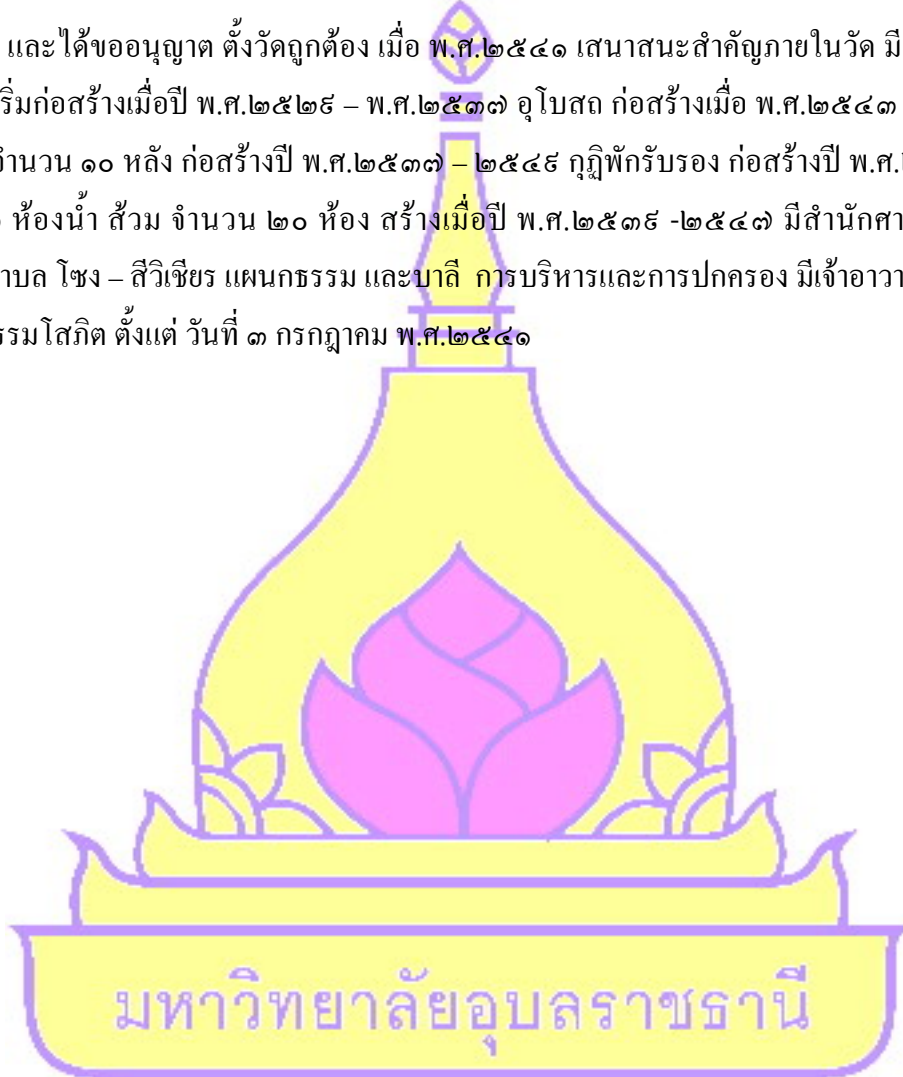 และได้ขออนุญาต ตั้งวัดถูกต้อง เมื่อ พ.ศ.๒๕๔๑ เสนาสนะสำคัญภายในวัด มี
ริ่มก่อสร้างเมื่อปี พ.ศ.๒๕๒๙ – พ.ศ.๒๕๓๗ อุโบสถ ก่อสร้างเมื่อ พ.ศ.๒๕๔๓
จำนวน ๑๐ หลัง ก่อสร้างปี พ.ศ.๒๕๓๗ – ๒๕๔๙ กุฏิพักรับรอง ก่อสร้างปี พ.ศ.
ห้องน้ำ ส้วม จำนวน ๒๐ ห้อง สร้างเมื่อปี พ.ศ.๒๕๓๙ -๒๕๔๗ มีสำนักศา
าบล โซง – สีวิเชียร แผนกธรรม และบาลี การบริหารและการปกครอง มีเจ้าอาวา
รรมโสภิต ตั้งแต่ วันที่ ๓ กรกฎาคม พ.ศ.๒๕๔๑
มหาวิทยาลัยอุบลราชธานี